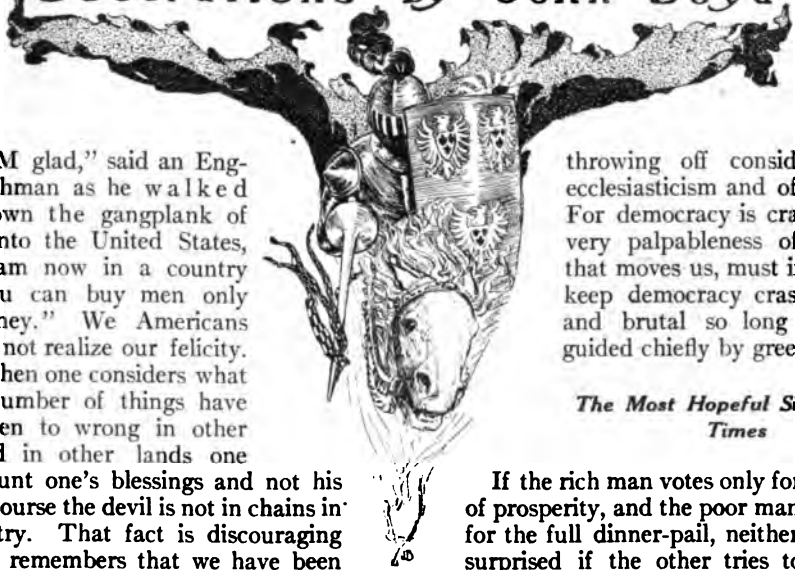 by John Boyd
M glad," said an Eng-
hman as he walked
own the gangplank of
nto the United States,
am now in a country
u can buy men only
ney." We Americans
not realize our felicity.
hen one considers what
umber of things have
en to wrong in other
d in other lands one
unt one's blessings and not his
ourse the devil is not in chains in
try. That fact is discouraging
remembers that we have been
throwing off consid
ecclesiasticism and of
For democracy is cra
very palpableness of
that moves us, must i
keep democracy cras
and brutal so long
guided chiefly by gree
The Most Hopeful S
Times
If the rich man votes only for
of prosperity, and the poor man
for the full dinner-pail, neither
surprised if the other tries to